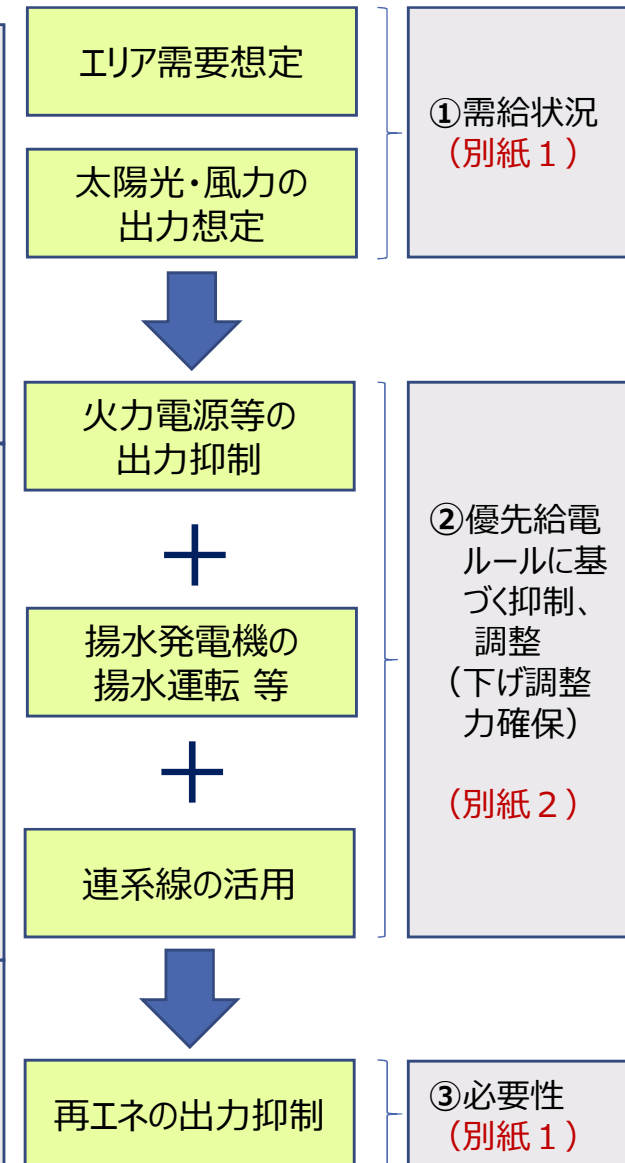 エリア需要想定
太陽光・風力の
出力想定
①需給状況
（別紙１）
火力電源等の
出力抑制
＋
揚水発電機の
揚水運転 等
＋
連系線の活用
②優先給電
ルールに基
づく抑制、
調整
（下げ調整
力確保）
（別紙２）
再エネの出力抑制
③必要性
（別紙１）